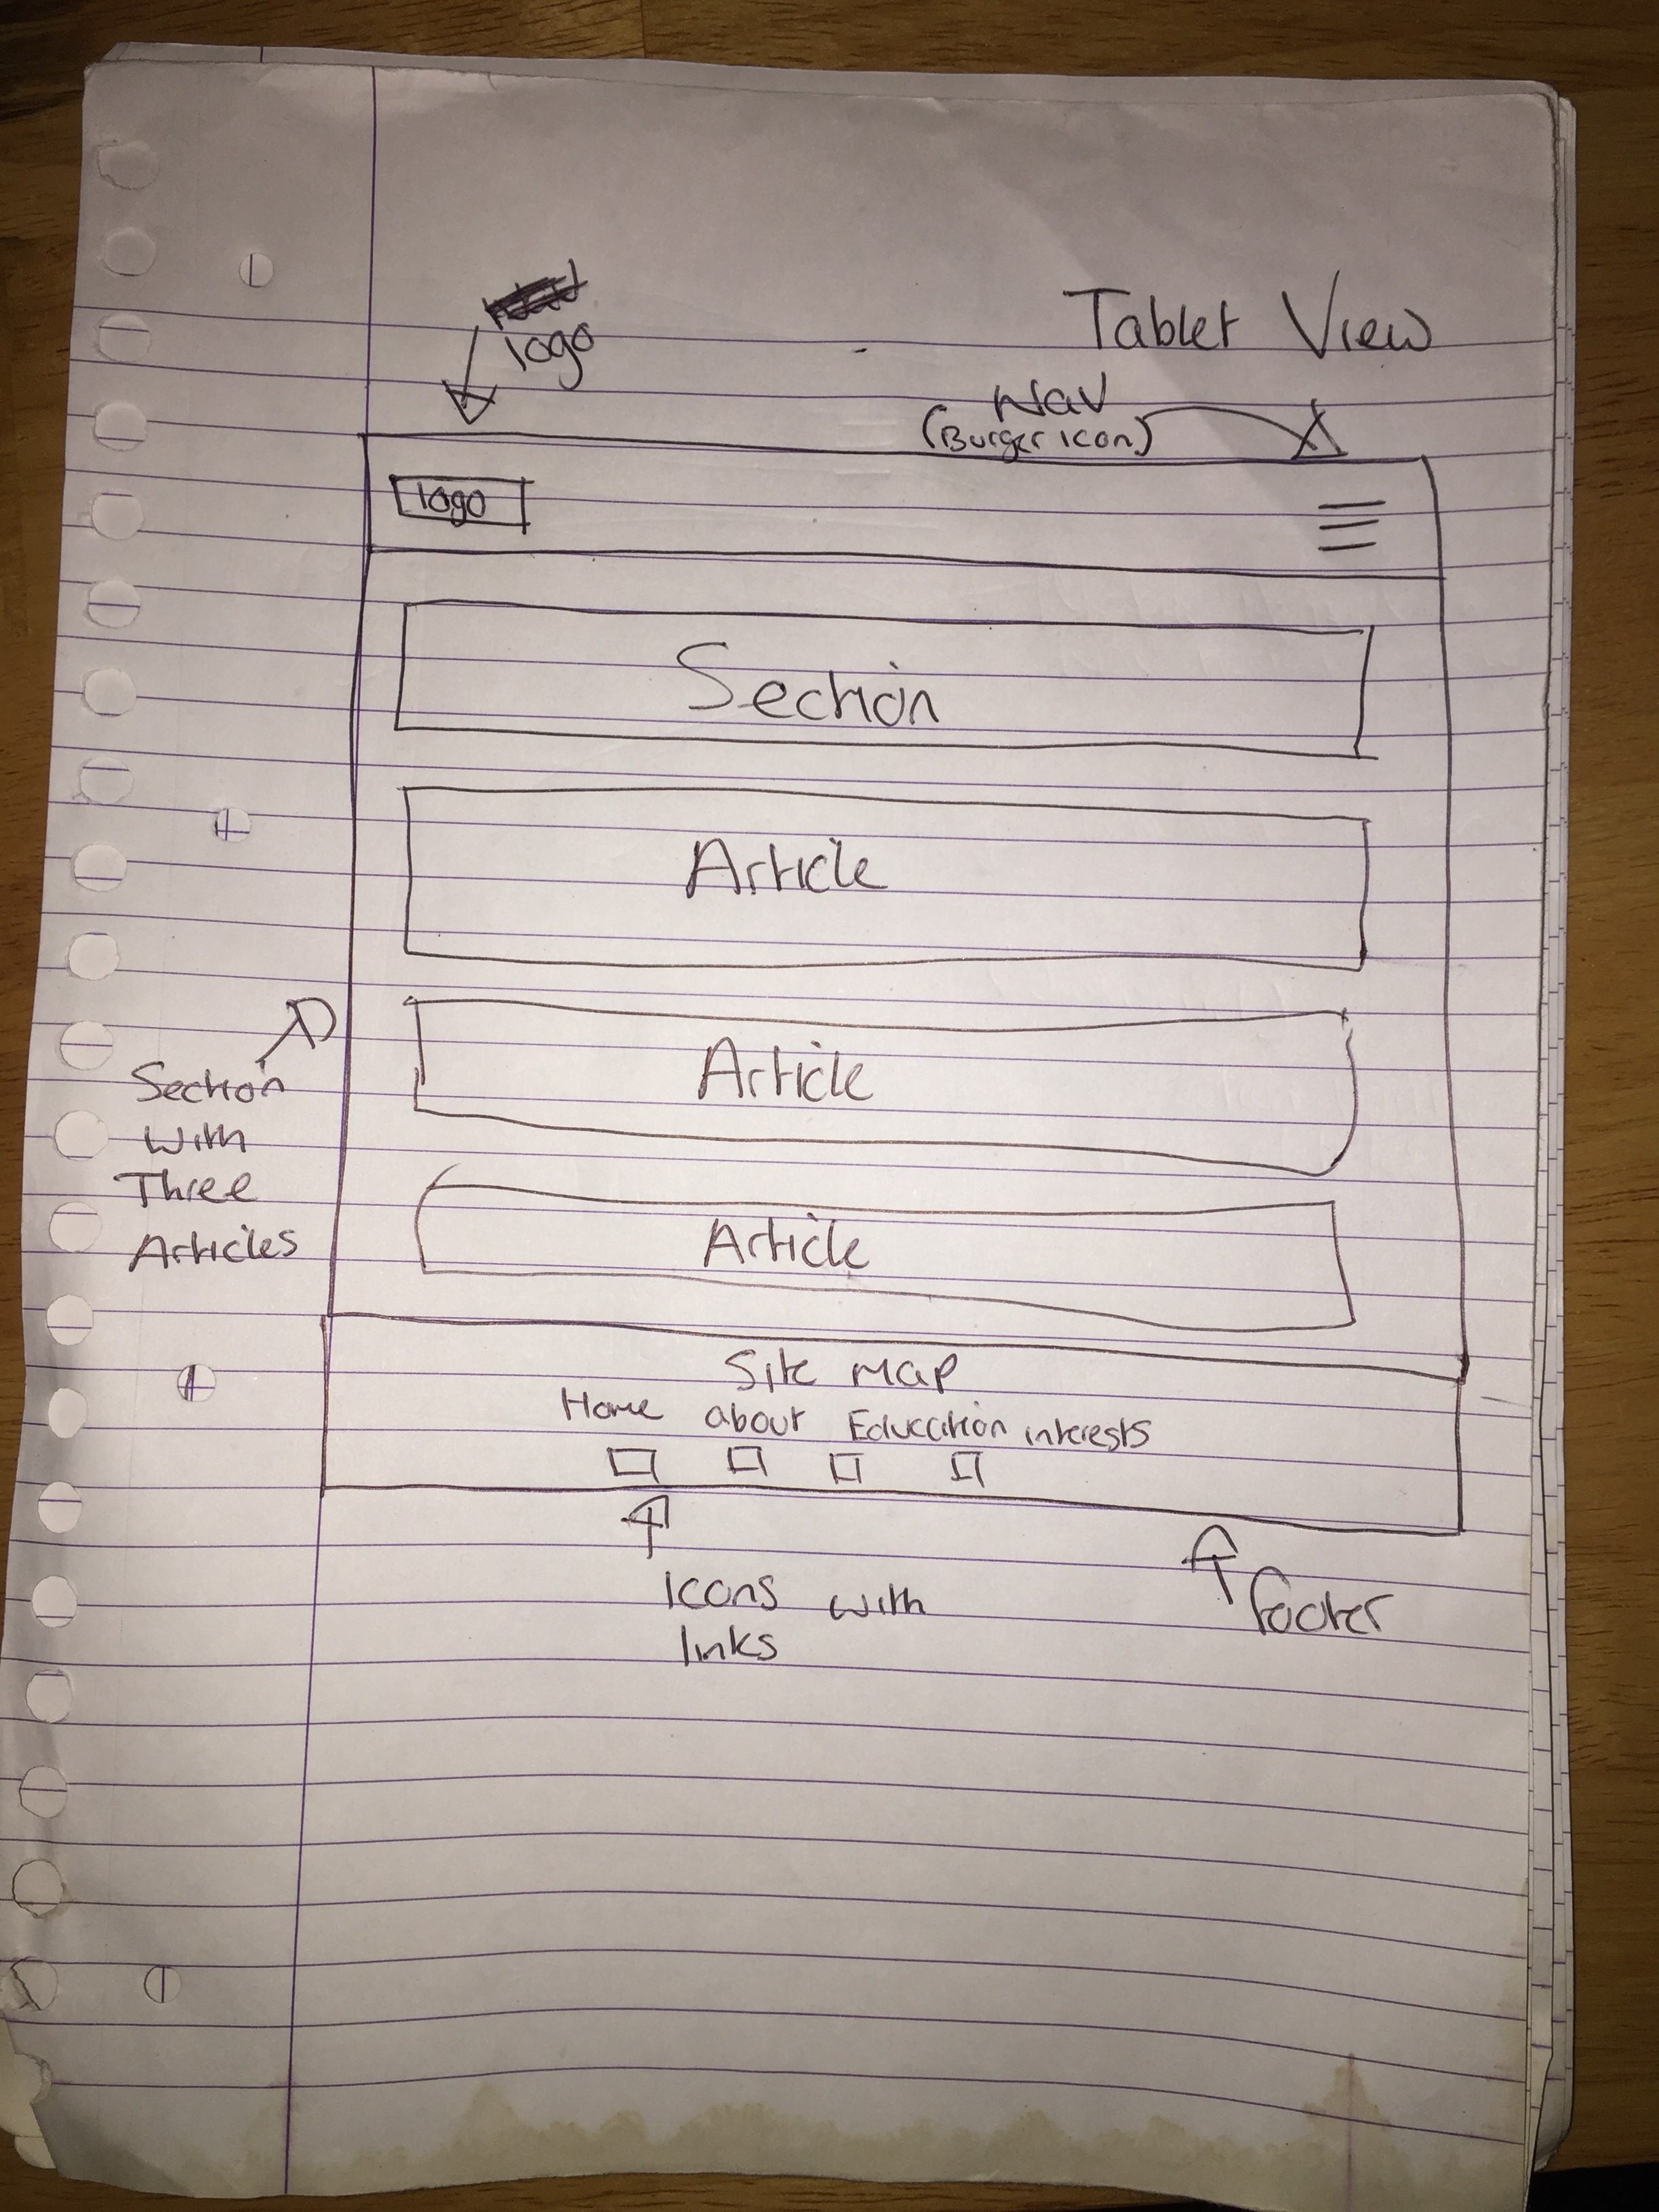 logo
Tablet View
Nav
(Burger icon)
logo
Section
Article
Article
Section
with
Three
Articles
Article
Site map
Home about Education interests
Icons with
links
footer